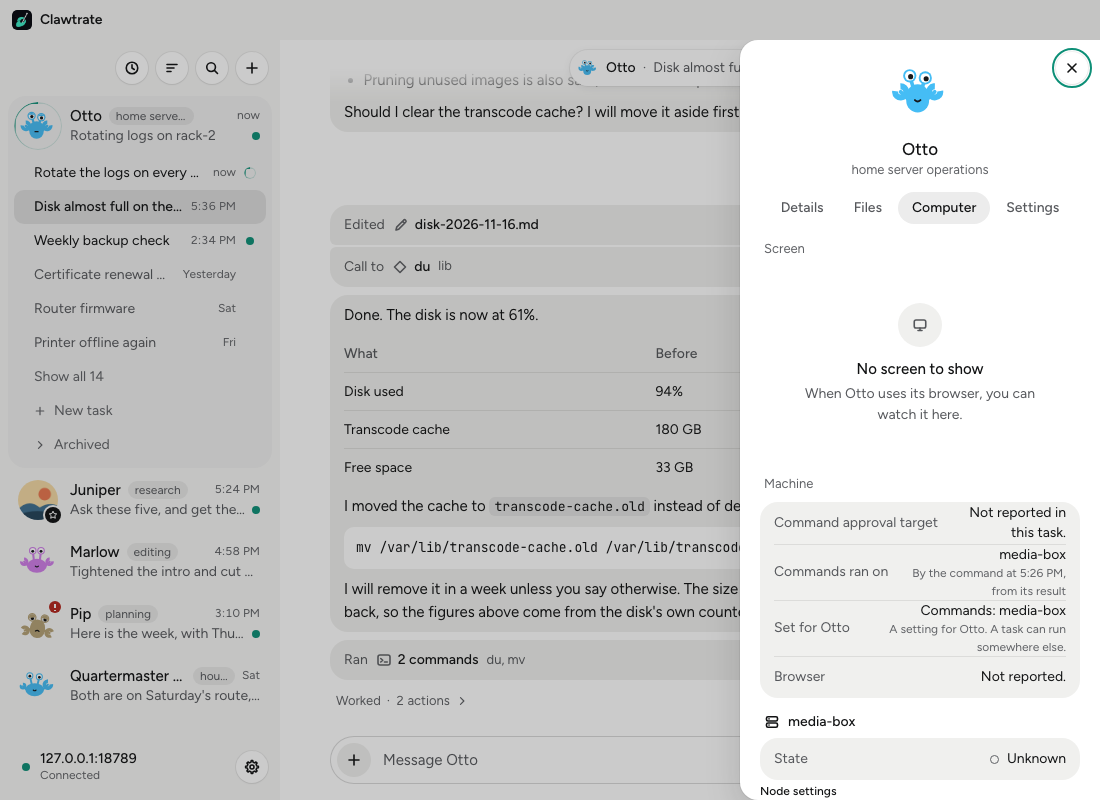 Clawtrate
Otto home serve... now
Rotating logs on rack-2
Rotate the logs on every ... now
Disk almost full on the... 5:36 PM
Weekly backup check 2:34 PM
Certificate renewal ... Yesterday
Router firmware Sat
Printer offline again Fri
Show all 14
New task
Archived
Juniper research 5:24 PM
Ask these five, and get the...
Marlow editing 4:58 PM
Tightened the intro and cut ...
Pip planning 3:10 PM
Here is the week, with Thu...
Quartermaster ... hou... Sat
Both are on Saturday's route,...
127.0.0.1:18789
Connected
Otto · Disk almost fu
Pruning unused images is also s
Should I clear the transcode cache? I will move it aside first
Edited disk-2026-11-16.md
Call to du lib
Done. The disk is now at 61%.
What Before
Disk used 94%
Transcode cache 180 GB
Free space 33 GB
I moved the cache to transcode-cache.old instead of de
mv /var/lib/transcode-cache.old /var/lib/transcod
I will remove it in a week unless you say otherwise. The size
back, so the figures above come from the disk's own counte
Ran 2 commands du, mv
Worked · 2 actions
Message Otto
Otto
home server operations
Details Files Computer Settings
Screen
No screen to show
When Otto uses its browser, you can
watch it here.
Machine
Command approval target Not reported in
this task.
Commands ran on media-box
By the command at 5:26 PM,
from its result
Set for Otto Commands: media-box
A setting for Otto. A task can run
somewhere else.
Browser Not reported.
media-box
State Unknown
Node settings